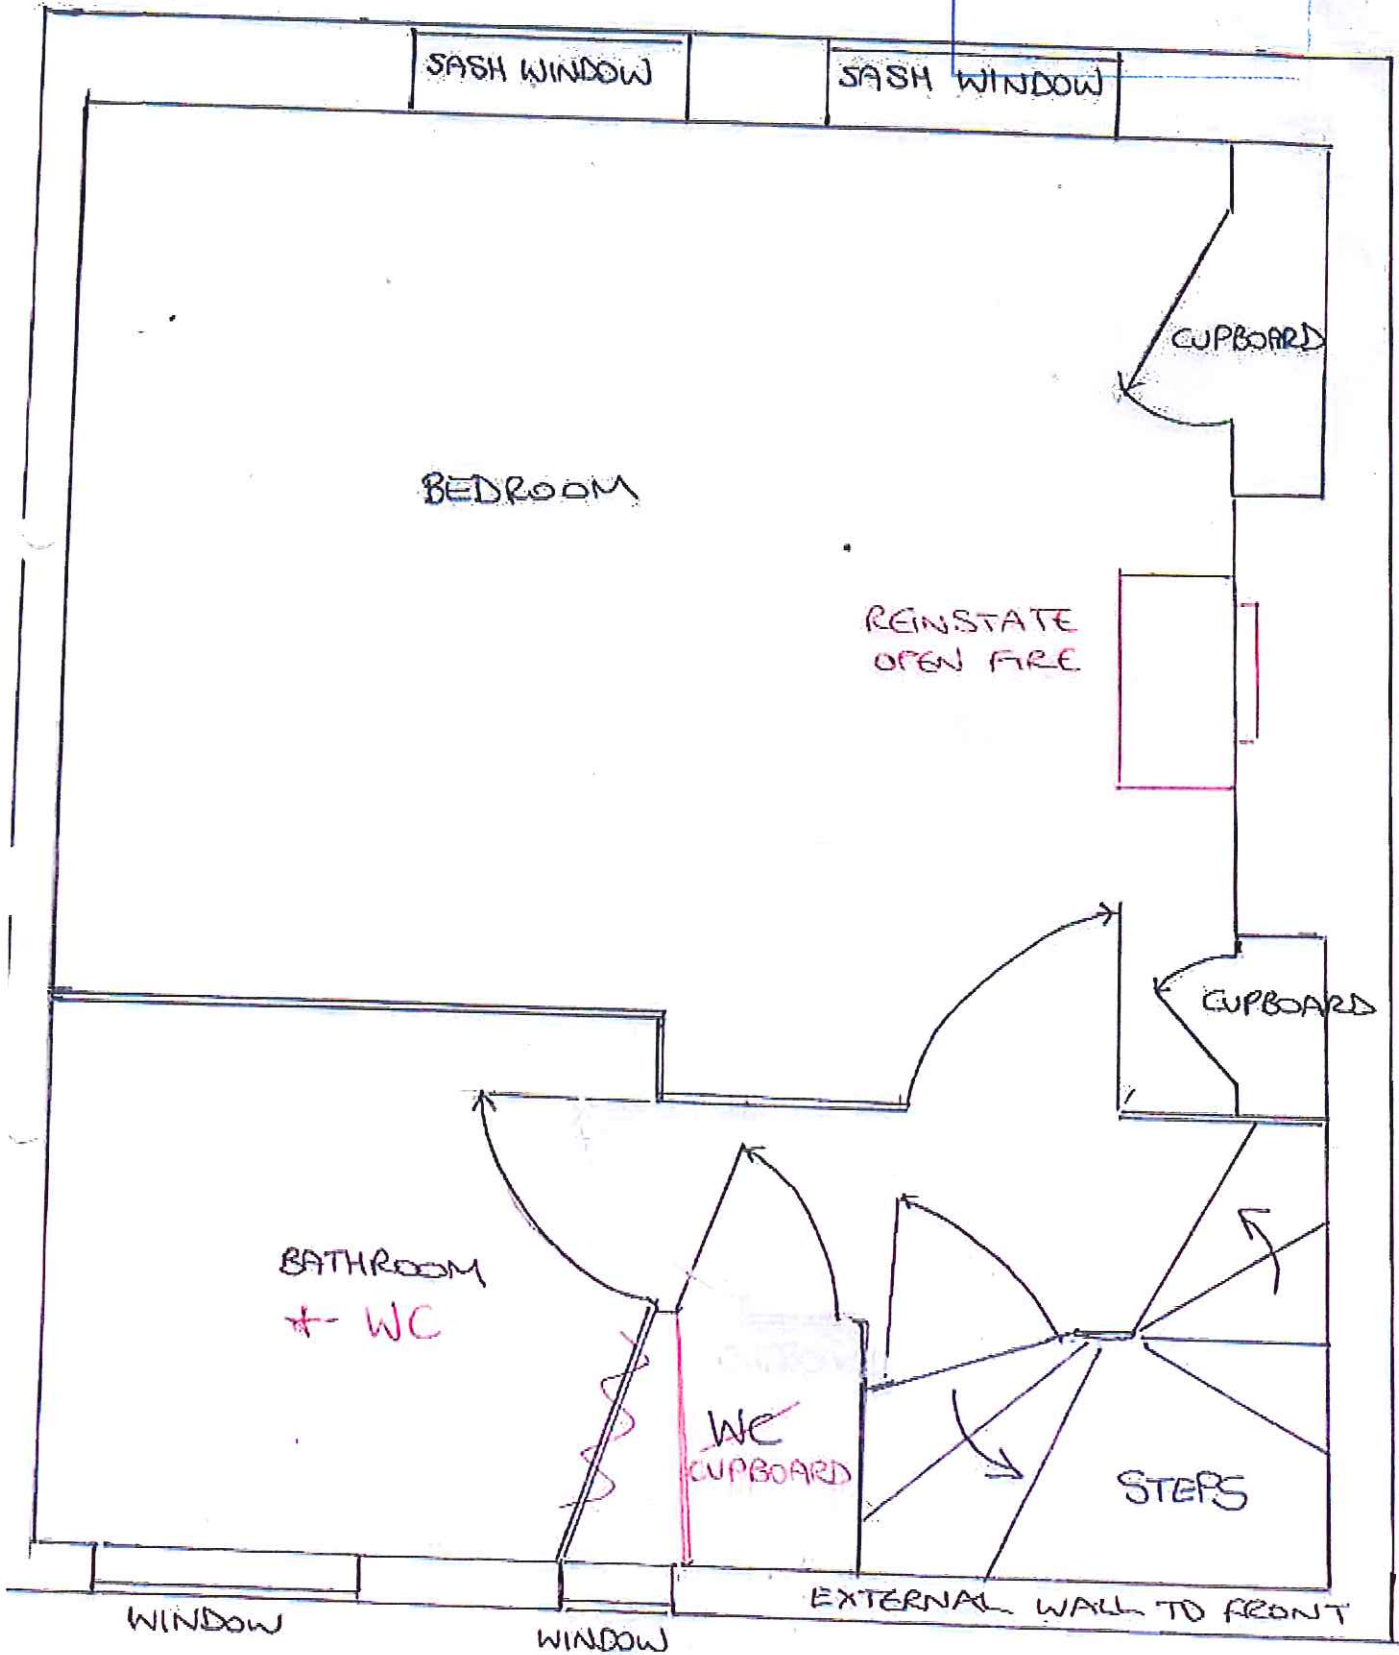 SASH WINDOW
SASH WINDOW
CUPBOARD
BEDROOM
REINSTATE
OPEN FIRE
CUPBOARD
BATHROOM
+ WC
WC
CUPBOARD
STEPS
EXTERNAL WALL TO FRONT
WINDOW
WINDOW